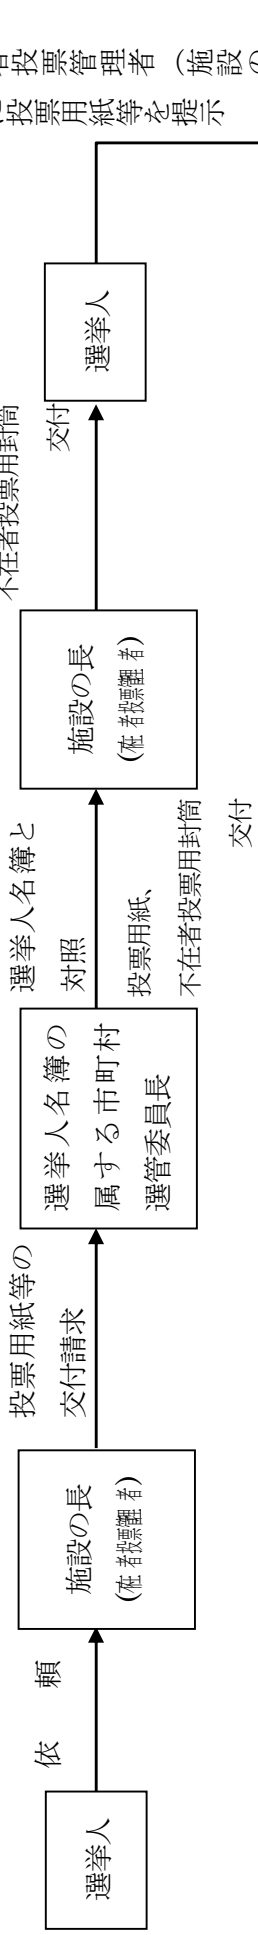 選挙人
依　頼
施設の長
(不在者投票管理者)
投票用紙等の
交付請求
選挙人名簿の
属する市町村
選管委員長
選挙人名簿と
対照
投票用紙、
不在者投票用封筒
交付
施設の長
(不在者投票管理者)
不在者投票用封筒
交付
選挙人
者投票管理者（施設の
に投票用紙等を提示